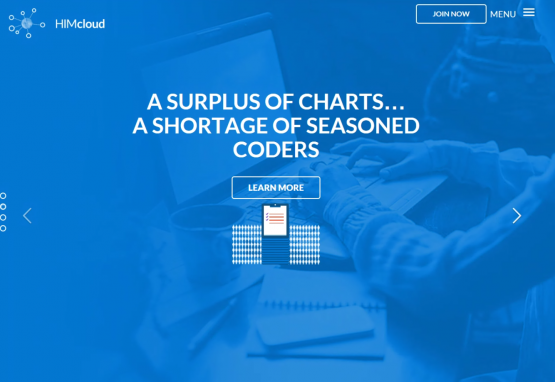 HIMcloud
JOIN NOW
MENU
A SURPLUS OF CHARTS...
A SHORTAGE OF SEASONED
CODERS
LEARN MORE